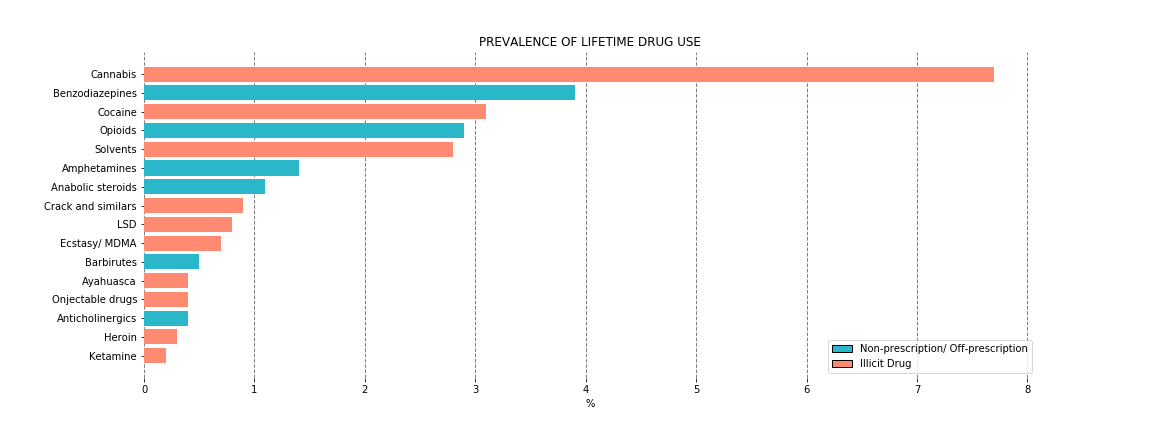 PREVALENCE OF LIFETIME DRUG USE
Cannabis
Benzodiazepines
Cocaine
Opioids
Solvents
Amphetamines
Anabolic steroids
Crack and similars
LSD
Ecstasy/ MDMA
Barbirutes
Ayahuasca
Onjectable drugs
Anticholinergics
Heroin
Ketamine
Non-prescription/ Off-prescription
Illicit Drug
0 1 2 3 4 5 6 7 8
%